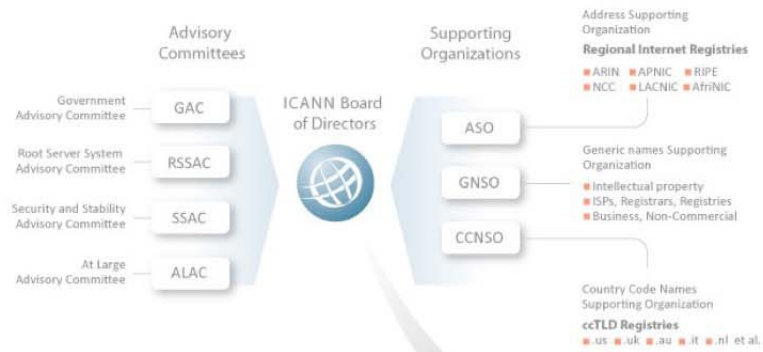 Advisory
Committees
Government
Advisory Committee
GAC
Root Server System
Advisory Committee
RSSAC
Security and Stability
Advisory Committee
SSAC
At Large
Advisory Committee
ALAC
ICANN Board
of Directors
Supporting
Organizations
ASO
GNSO
CCNSO
Address Supporting
Organization
Regional Internet Registries
ARIN APNIC RIPE
NCC LACNIC AfriNIC
Generic names Supporting
Organization
Intellectual property
ISPs, Registrars, Registries
Business, Non-Commercial
Country Code Names
Supporting Organization
ccTLD Registries
.us .uk .au .it .nl et al.